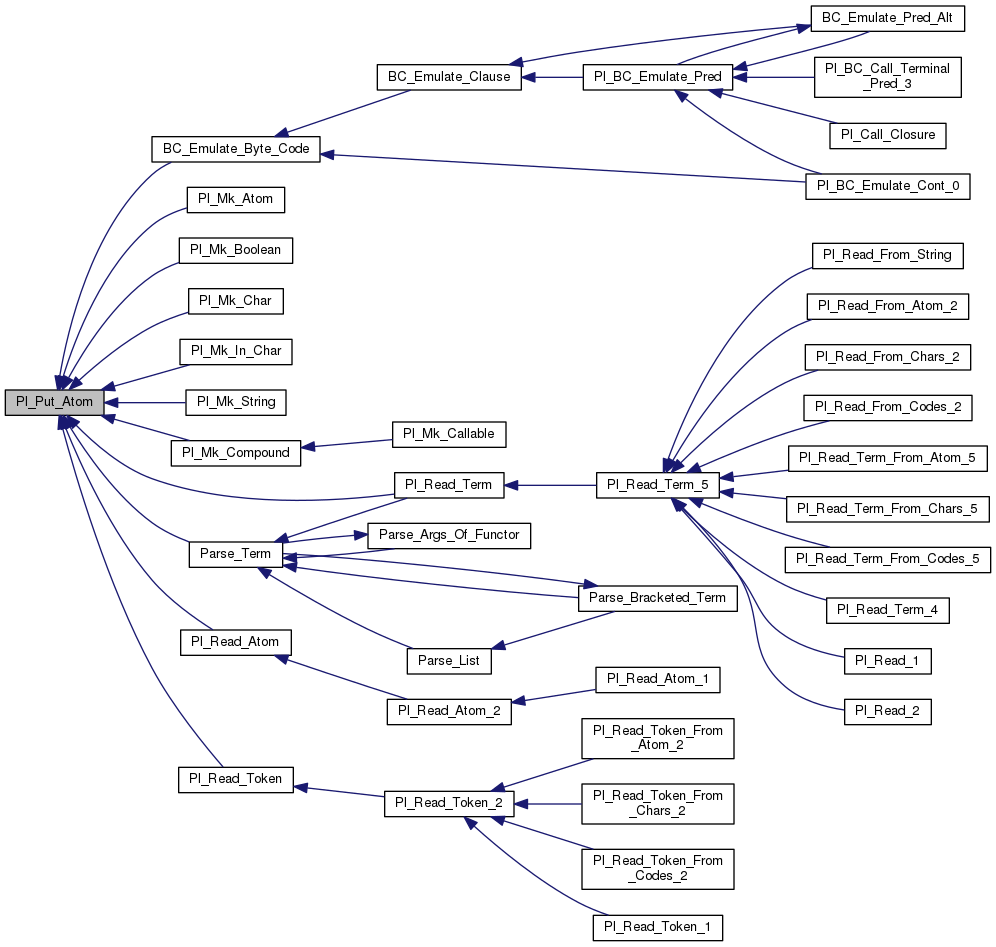 BC_Emulate_Pred_Alt
BC_Emulate_Clause
Pl_BC_Emulate_Pred
Pl_BC_Call_Terminal
_Pred_3
Pl_Call_Closure
BC_Emulate_Byte_Code
Pl_BC_Emulate_Cont_0
Pl_Mk_Atom
Pl_Mk_Boolean
Pl_Mk_Char
Pl_Mk_In_Char
Pl_Put_Atom
Pl_Mk_String
Pl_Mk_Compound
Pl_Mk_Callable
Pl_Read_From_String
Pl_Read_From_Atom_2
Pl_Read_From_Chars_2
Pl_Read_From_Codes_2
Pl_Read_Term_From_Atom_5
Pl_Read_Term
Pl_Read_Term_5
Pl_Read_Term_From_Chars_5
Parse_Args_Of_Functor
Parse_Term
Pl_Read_Term_From_Codes_5
Parse_Bracketed_Term
Pl_Read_Term_4
Pl_Read_Atom
Parse_List
Pl_Read_1
Pl_Read_Atom_1
Pl_Read_Atom_2
Pl_Read_2
Pl_Read_Token_From
_Atom_2
Pl_Read_Token
Pl_Read_Token_2
Pl_Read_Token_From
_Chars_2
Pl_Read_Token_From
_Codes_2
Pl_Read_Token_1